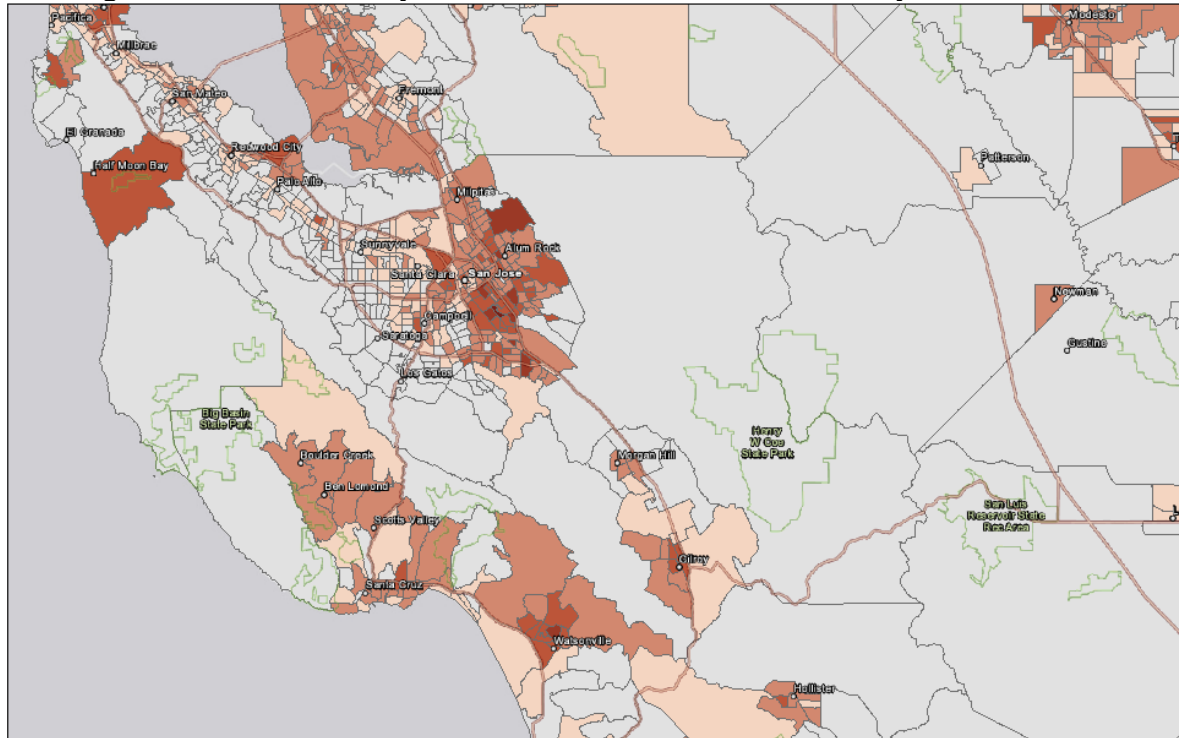 Pacifica
Modesto
Millbrae
Fremont
San Mateo
El Granada
Redwood City
Half Moon Bay
Palo Alto
Patterson
Milpitas
Sunnyvale
Alum Rock
Santa Clara
San Jose
Newman
Campbell
Saratoga
Gustine
Los Gatos
Big Basin
State Park
Henry
W Coe
State Park
Boulder Creek
Morgan Hill
Ben Lomond
San Luis
Reservoir State
Rec Area
Scotts Valley
Gilroy
Santa Cruz
Watsonville
Hollister